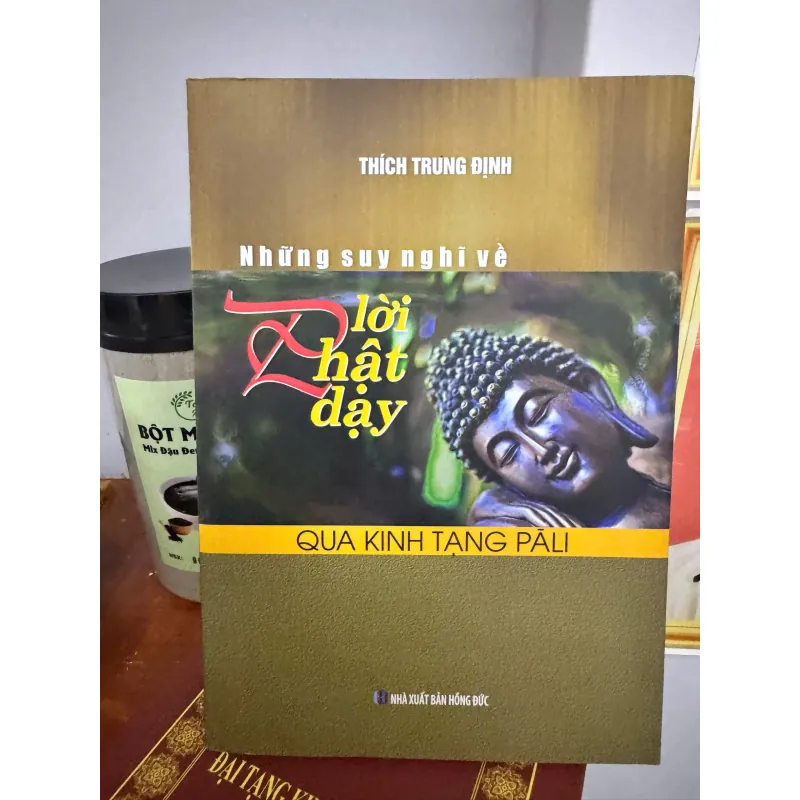 THÍCH TRUNG ĐỊNH
Những suy nghĩ về
lời
Phật
dạy
QUA KINH TẠNG PĀLI
NHÀ XUẤT BẢN HỒNG ĐỨC
BỘT
Mix Đậu Đen
ĐẠI TẠNG